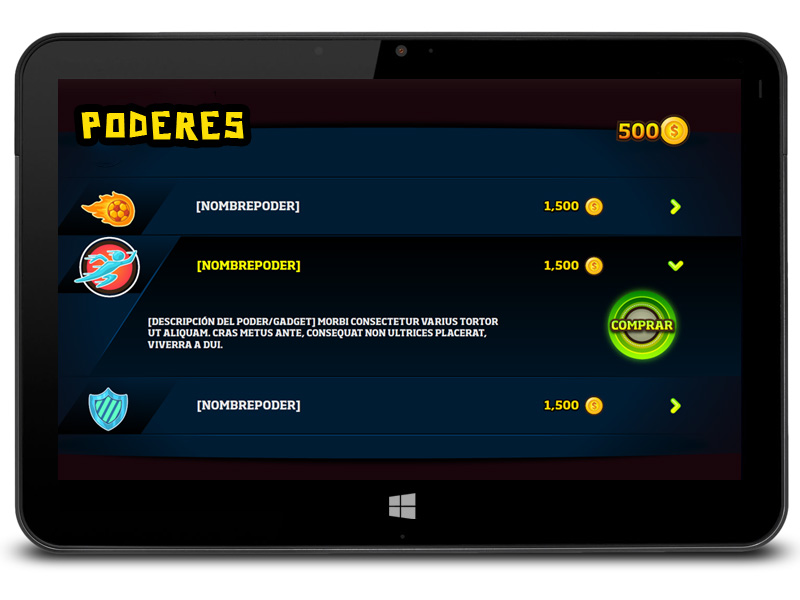 PODERES
500
[NOMBREPODER] 1,500
[NOMBREPODER] 1,500
[DESCRIPCIÓN DEL PODER/GADGET] MORBI CONSECTETUR VARIUS TORTOR
UT ALIQUAM. CRAS METUS ANTE, CONSEQUAT NON ULTRICES PLACERAT,
VIVERRA A DUI.
COMPRAR
[NOMBREPODER] 1,500